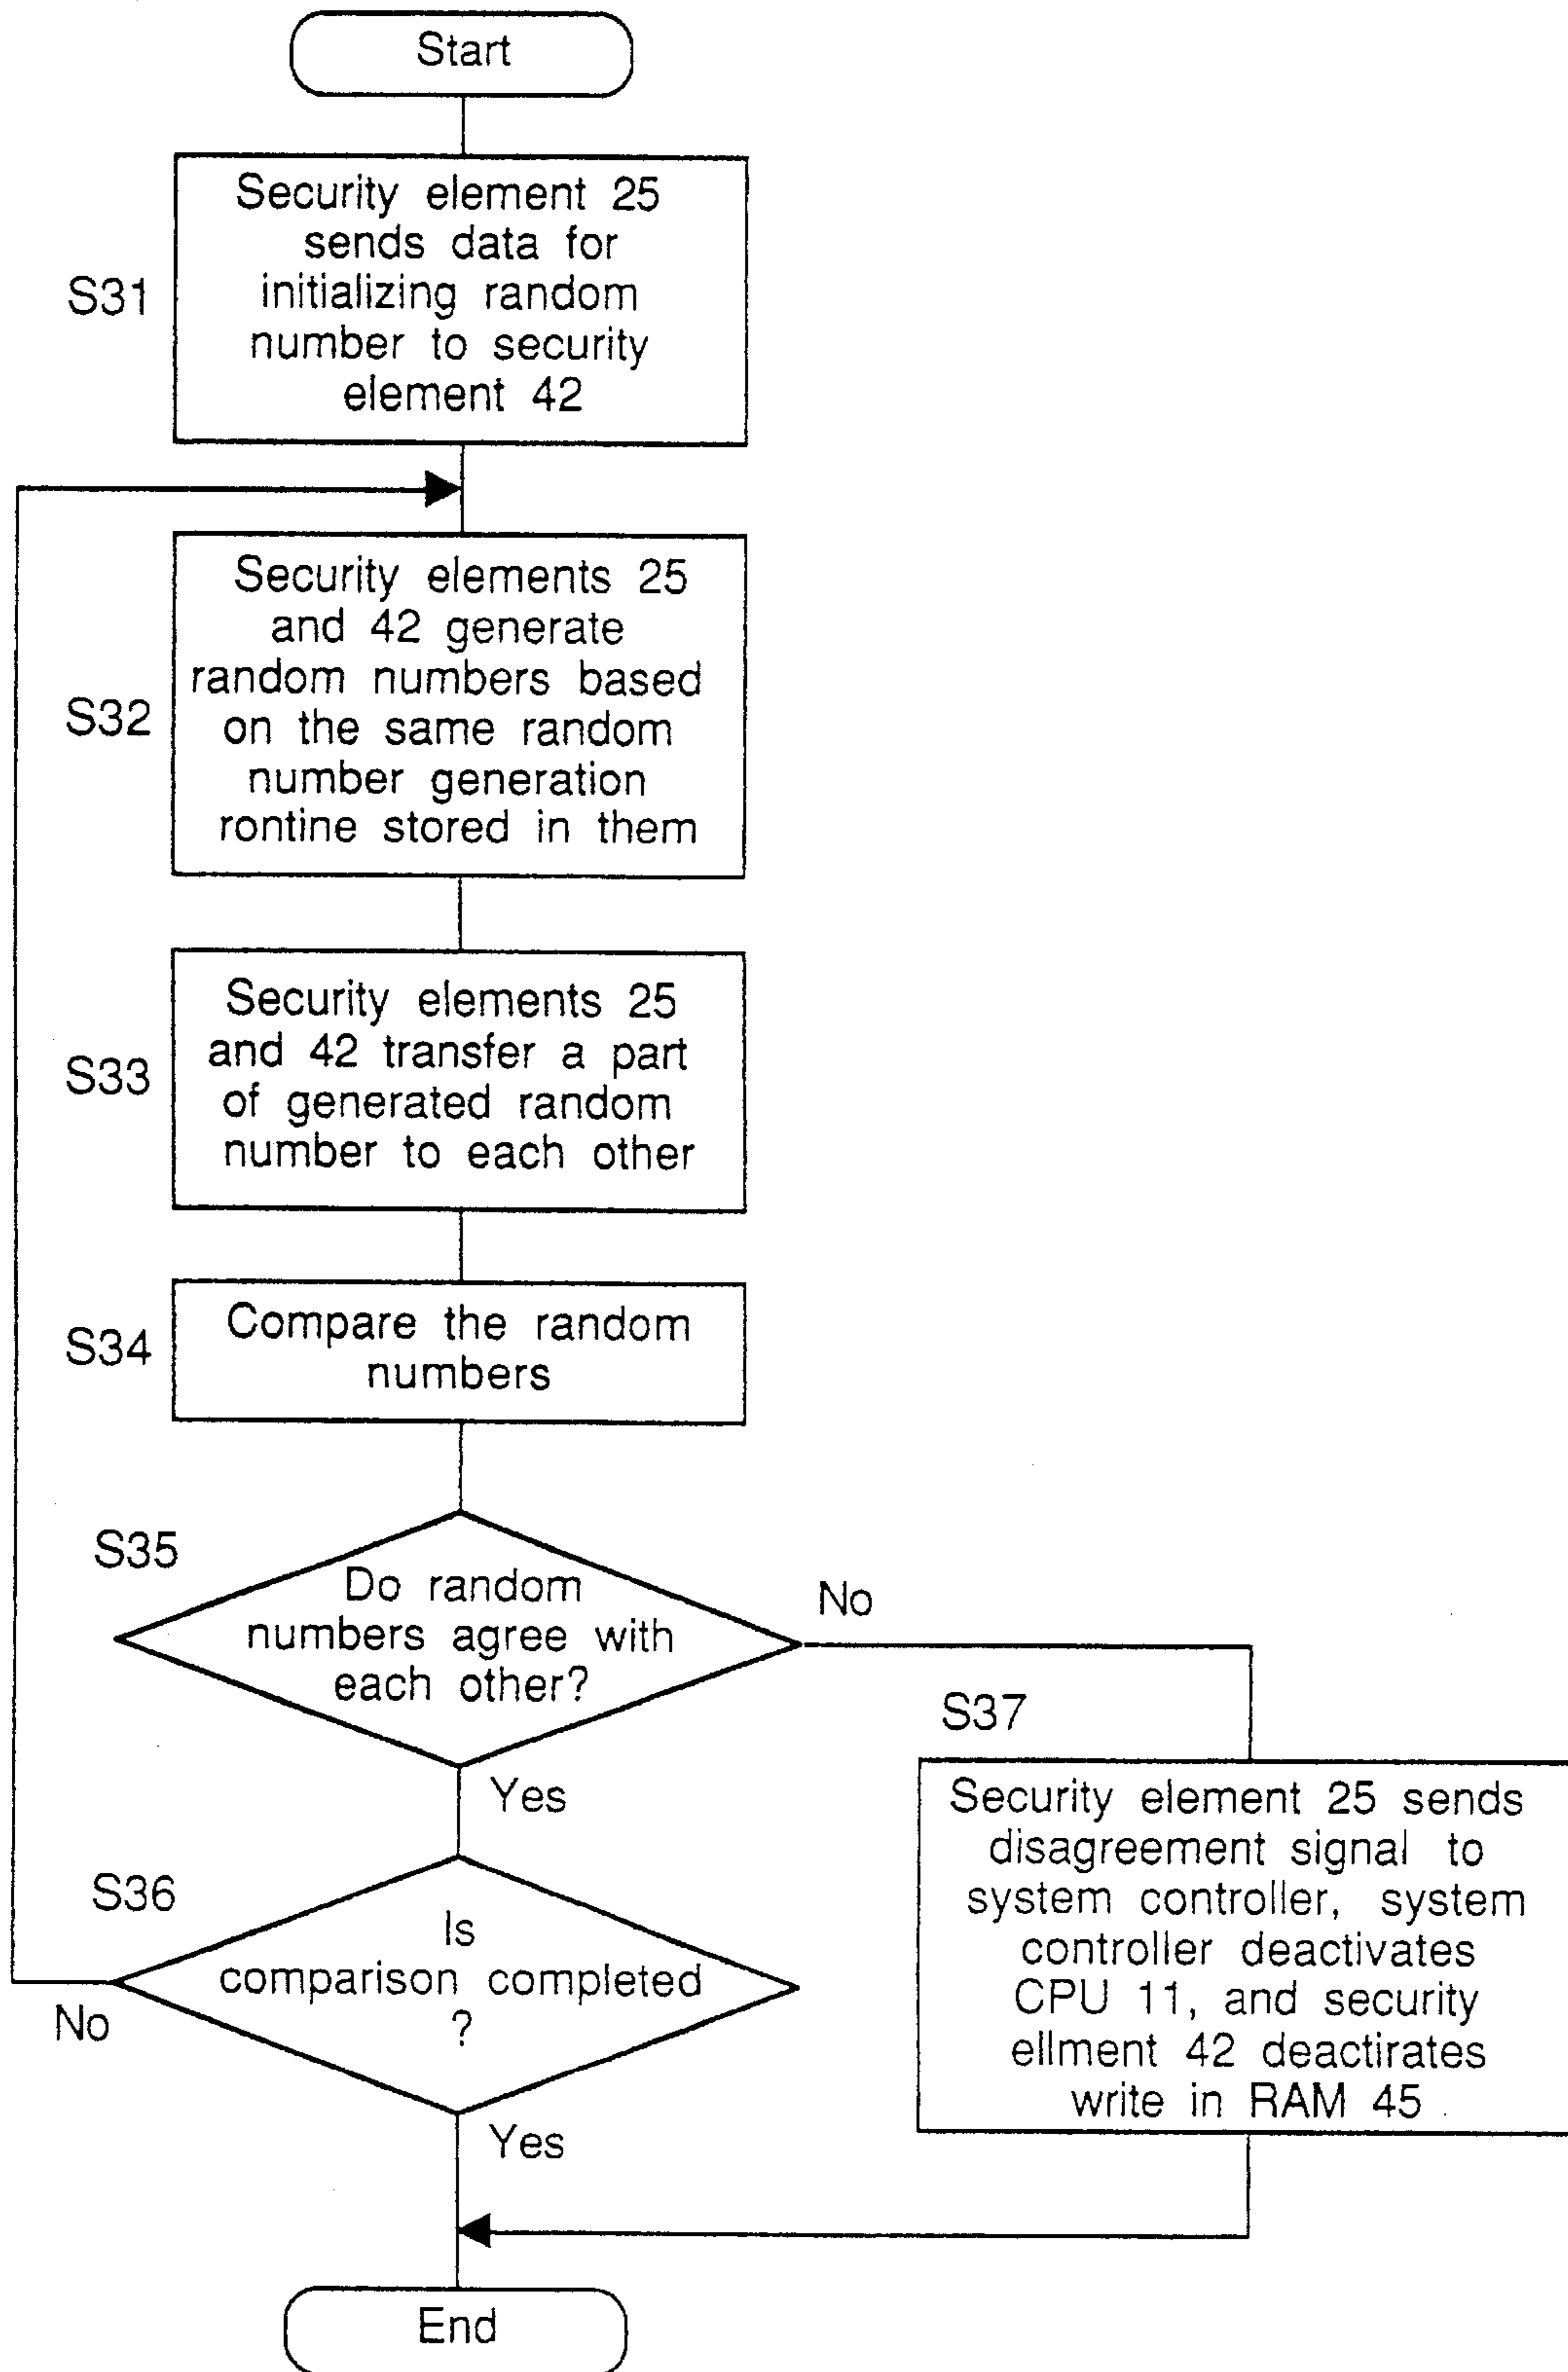 Start
S31
Security element 25
sends data for
initializing random
number to security
element 42
S32
Security elements 25
and 42 generate
random numbers based
on the same random
number generation
rontine stored in them
S33
Security elements 25
and 42 transfer a part
of generated random
number to each other
S34
Compare the random
numbers
S35
Do random
numbers agree with
each other?
No
Yes
S37
Security element 25 sends
disagreement signal to
system controller, system
controller deactivates
CPU 11, and security
ellment 42 deactirates
write in RAM 45
S36
Is
comparison completed
?
No
Yes
End